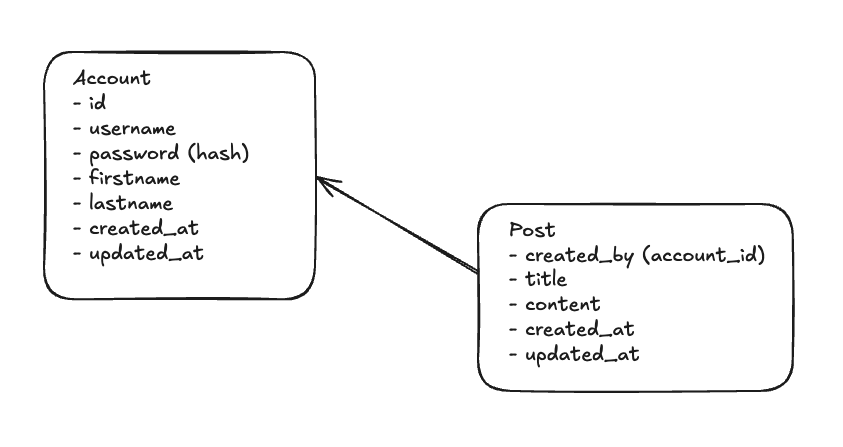 Account
- id
- username
- password (hash)
- firstname
- lastname
- created_at
- updated_at
Post
- created_by (account_id)
- title
- content
- created_at
- updated_at